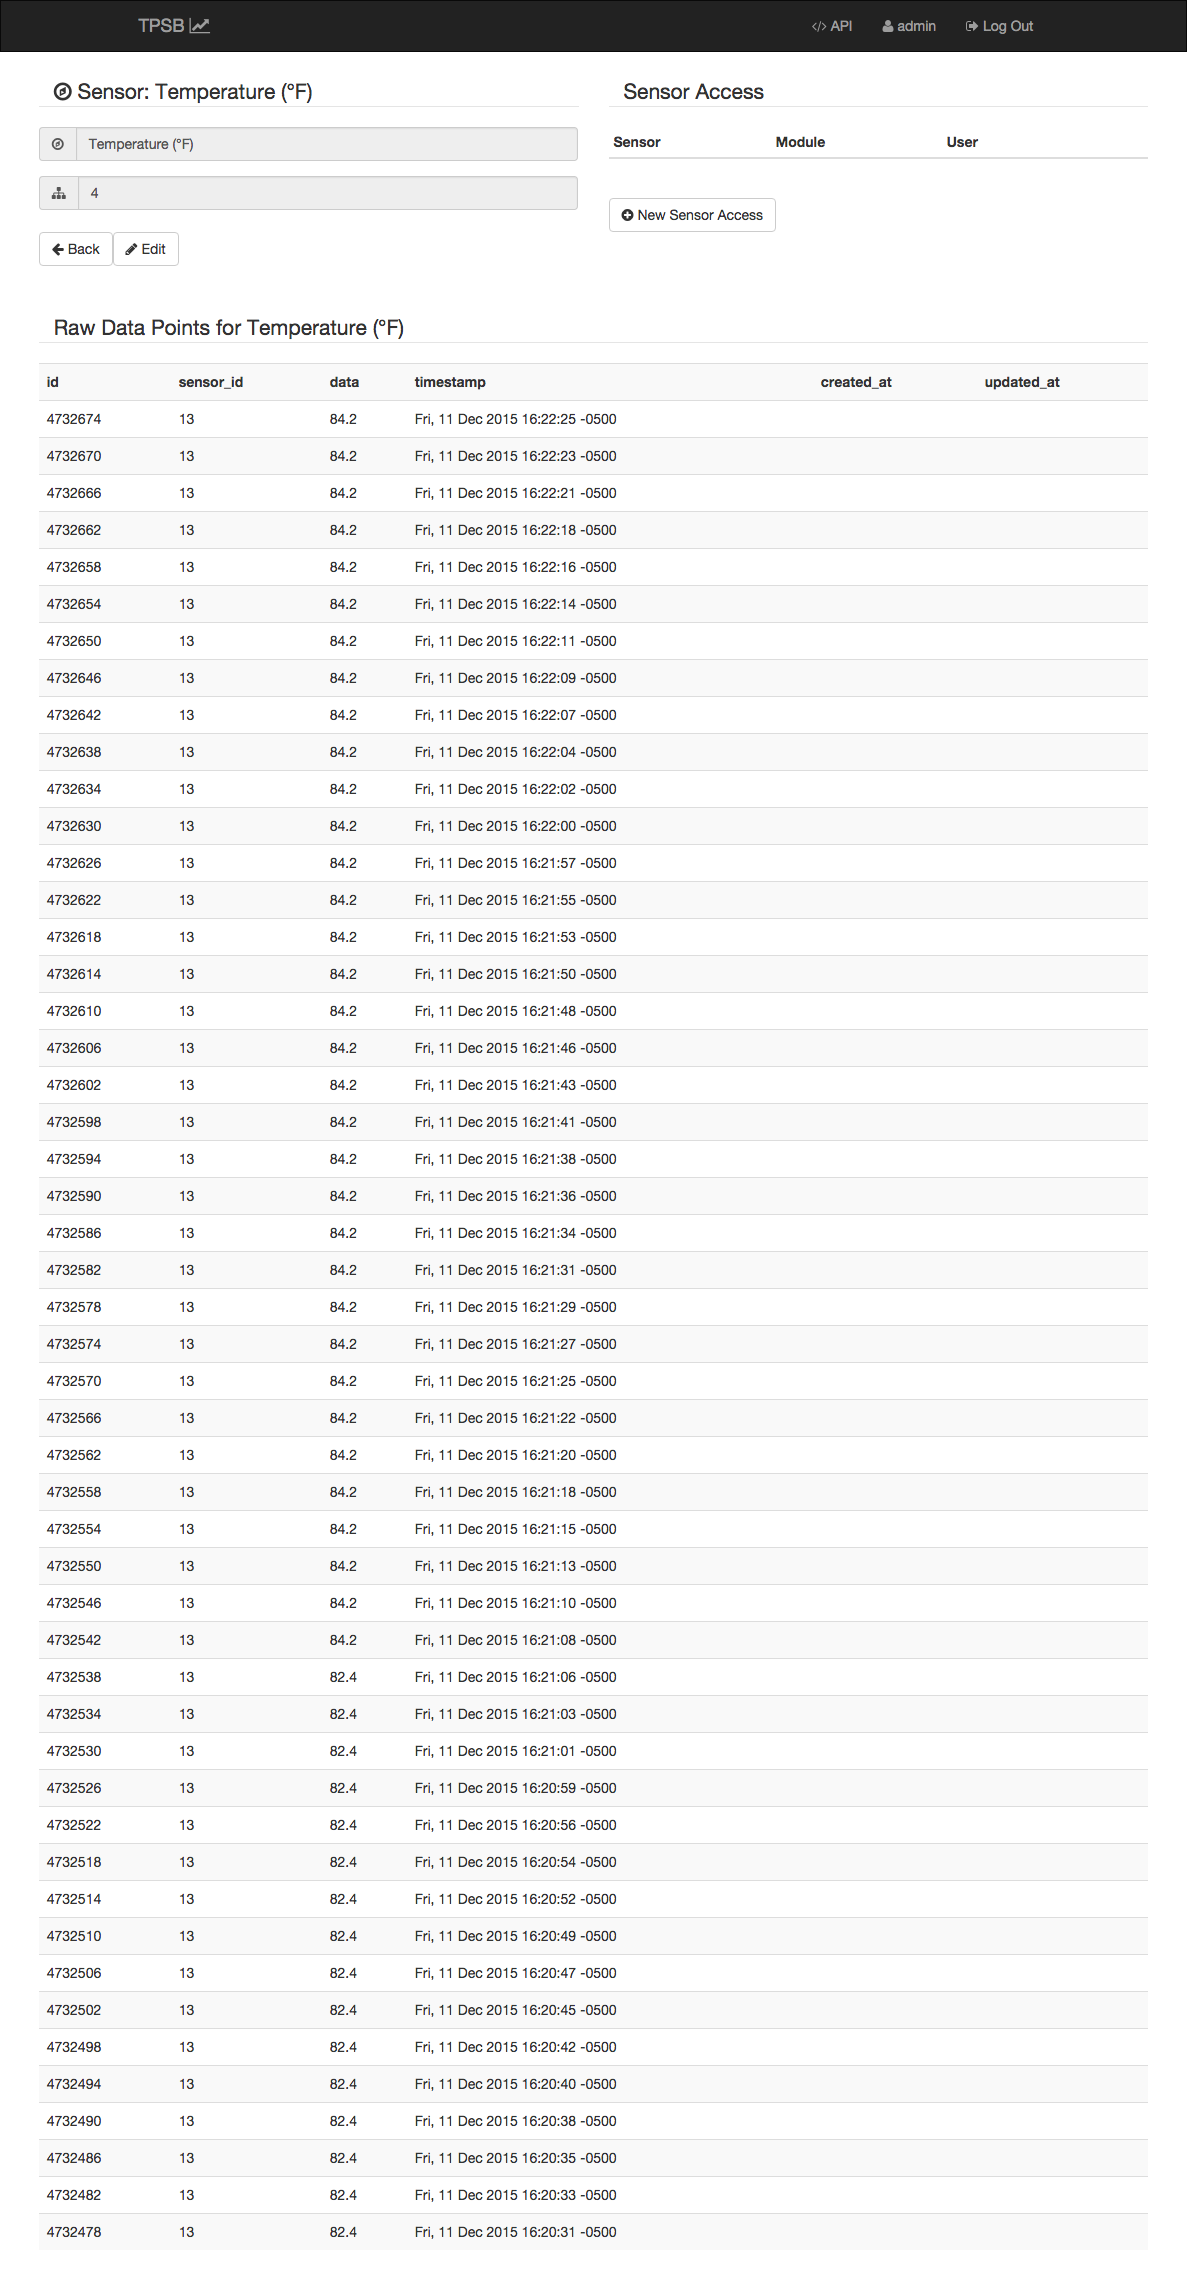 TPSB
API admin Log Out
Sensor: Temperature (°F)
Temperature (°F)
4
Back Edit
Sensor Access
Sensor Module User
New Sensor Access
Raw Data Points for Temperature (°F)
id sensor_id data timestamp created_at updated_at
4732674 13 84.2 Fri, 11 Dec 2015 16:22:25 -0500
4732670 13 84.2 Fri, 11 Dec 2015 16:22:23 -0500
4732666 13 84.2 Fri, 11 Dec 2015 16:22:21 -0500
4732662 13 84.2 Fri, 11 Dec 2015 16:22:18 -0500
4732658 13 84.2 Fri, 11 Dec 2015 16:22:16 -0500
4732654 13 84.2 Fri, 11 Dec 2015 16:22:14 -0500
4732650 13 84.2 Fri, 11 Dec 2015 16:22:11 -0500
4732646 13 84.2 Fri, 11 Dec 2015 16:22:09 -0500
4732642 13 84.2 Fri, 11 Dec 2015 16:22:07 -0500
4732638 13 84.2 Fri, 11 Dec 2015 16:22:04 -0500
4732634 13 84.2 Fri, 11 Dec 2015 16:22:02 -0500
4732630 13 84.2 Fri, 11 Dec 2015 16:22:00 -0500
4732626 13 84.2 Fri, 11 Dec 2015 16:21:57 -0500
4732622 13 84.2 Fri, 11 Dec 2015 16:21:55 -0500
4732618 13 84.2 Fri, 11 Dec 2015 16:21:53 -0500
4732614 13 84.2 Fri, 11 Dec 2015 16:21:50 -0500
4732610 13 84.2 Fri, 11 Dec 2015 16:21:48 -0500
4732606 13 84.2 Fri, 11 Dec 2015 16:21:46 -0500
4732602 13 84.2 Fri, 11 Dec 2015 16:21:43 -0500
4732598 13 84.2 Fri, 11 Dec 2015 16:21:41 -0500
4732594 13 84.2 Fri, 11 Dec 2015 16:21:38 -0500
4732590 13 84.2 Fri, 11 Dec 2015 16:21:36 -0500
4732586 13 84.2 Fri, 11 Dec 2015 16:21:34 -0500
4732582 13 84.2 Fri, 11 Dec 2015 16:21:31 -0500
4732578 13 84.2 Fri, 11 Dec 2015 16:21:29 -0500
4732574 13 84.2 Fri, 11 Dec 2015 16:21:27 -0500
4732570 13 84.2 Fri, 11 Dec 2015 16:21:25 -0500
4732566 13 84.2 Fri, 11 Dec 2015 16:21:22 -0500
4732562 13 84.2 Fri, 11 Dec 2015 16:21:20 -0500
4732558 13 84.2 Fri, 11 Dec 2015 16:21:18 -0500
4732554 13 84.2 Fri, 11 Dec 2015 16:21:15 -0500
4732550 13 84.2 Fri, 11 Dec 2015 16:21:13 -0500
4732546 13 84.2 Fri, 11 Dec 2015 16:21:10 -0500
4732542 13 84.2 Fri, 11 Dec 2015 16:21:08 -0500
4732538 13 82.4 Fri, 11 Dec 2015 16:21:06 -0500
4732534 13 82.4 Fri, 11 Dec 2015 16:21:03 -0500
4732530 13 82.4 Fri, 11 Dec 2015 16:21:01 -0500
4732526 13 82.4 Fri, 11 Dec 2015 16:20:59 -0500
4732522 13 82.4 Fri, 11 Dec 2015 16:20:56 -0500
4732518 13 82.4 Fri, 11 Dec 2015 16:20:54 -0500
4732514 13 82.4 Fri, 11 Dec 2015 16:20:52 -0500
4732510 13 82.4 Fri, 11 Dec 2015 16:20:49 -0500
4732506 13 82.4 Fri, 11 Dec 2015 16:20:47 -0500
4732502 13 82.4 Fri, 11 Dec 2015 16:20:45 -0500
4732498 13 82.4 Fri, 11 Dec 2015 16:20:42 -0500
4732494 13 82.4 Fri, 11 Dec 2015 16:20:40 -0500
4732490 13 82.4 Fri, 11 Dec 2015 16:20:38 -0500
4732486 13 82.4 Fri, 11 Dec 2015 16:20:35 -0500
4732482 13 82.4 Fri, 11 Dec 2015 16:20:33 -0500
4732478 13 82.4 Fri, 11 Dec 2015 16:20:31 -0500